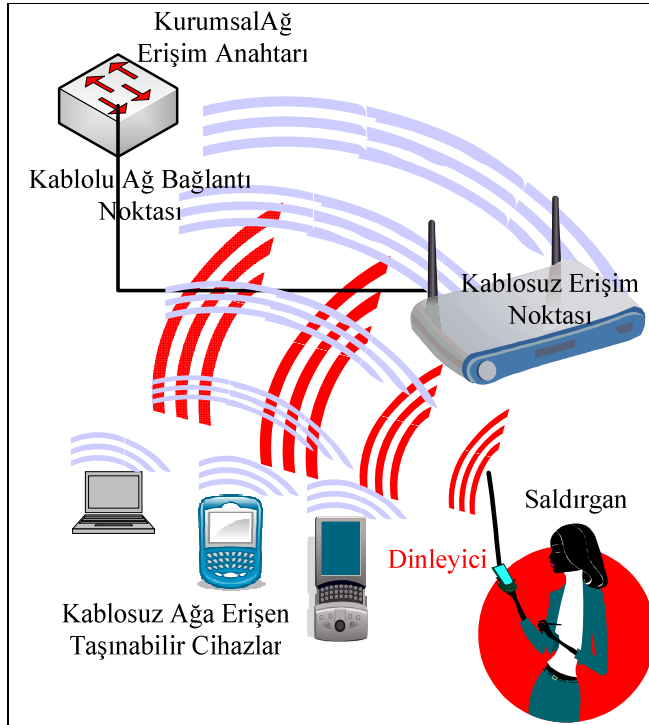 KurumsalAğ
Erişim Anahtarı
Kablolu Ağ Bağlantı
Noktası
Kablosuz Erişim
Noktası
Saldırgan
Dinleyici
Kablosuz Ağa Erişen
Taşınabilir Cihazlar